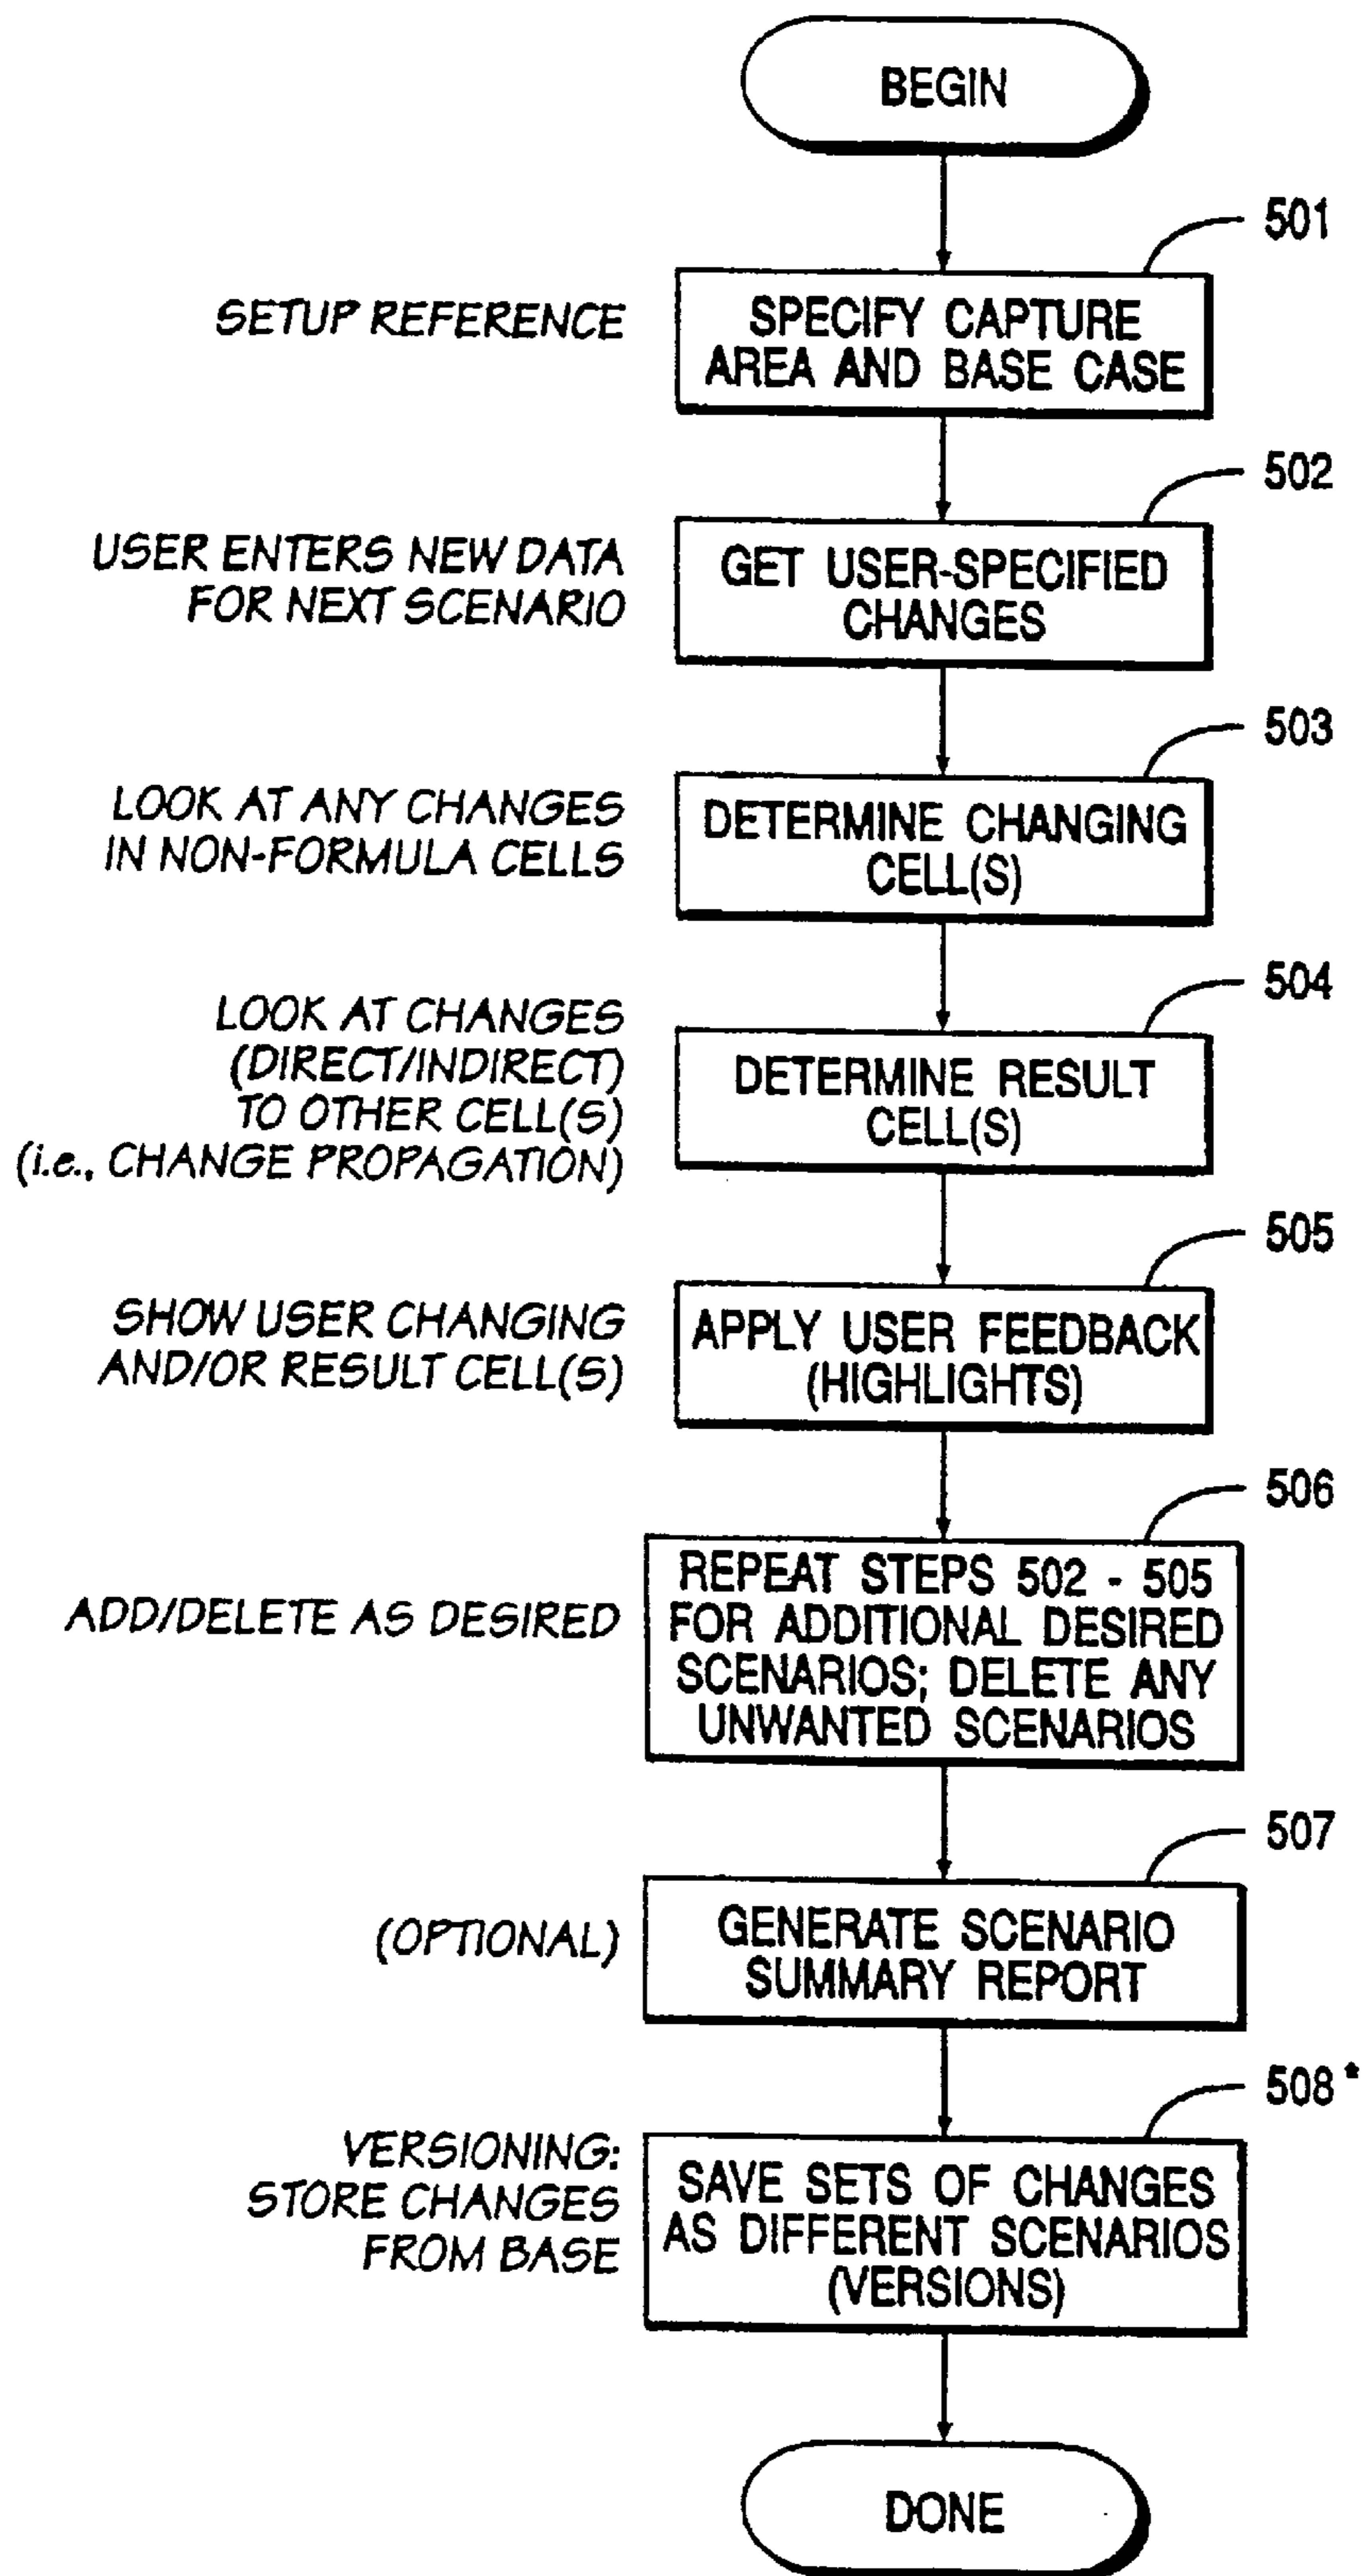 BEGIN
501
SETUP REFERENCE
SPECIFY CAPTURE
AREA AND BASE CASE
502
USER ENTERS NEW DATA
FOR NEXT SCENARIO
GET USER-SPECIFIED
CHANGES
503
LOOK AT ANY CHANGES
IN NON-FORMULA CELLS
DETERMINE CHANGING
CELL(S)
504
LOOK AT CHANGES
(DIRECT/INDIRECT)
TO OTHER CELL(S)
(i.e., CHANGE PROPAGATION)
DETERMINE RESULT
CELL(S)
505
SHOW USER CHANGING
AND/OR RESULT CELL(S)
APPLY USER FEEDBACK
(HIGHLIGHTS)
506
ADD/DELETE AS DESIRED
REPEAT STEPS 502 - 505
FOR ADDITIONAL DESIRED
SCENARIOS; DELETE ANY
UNWANTED SCENARIOS
507
(OPTIONAL)
GENERATE SCENARIO
SUMMARY REPORT
508*
VERSIONING:
STORE CHANGES
FROM BASE
SAVE SETS OF CHANGES
AS DIFFERENT SCENARIOS
(VERSIONS)
DONE